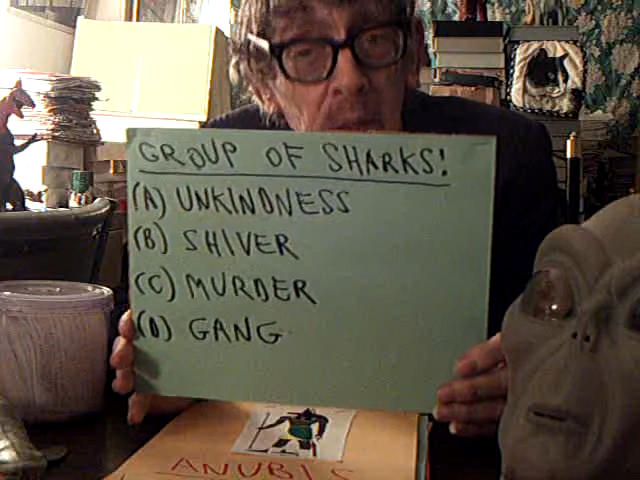 GROUP OF SHARKS!
(A) UNKINDNESS
(B) SHIVER
(C) MURDER
(D) GANG
ANUBIS